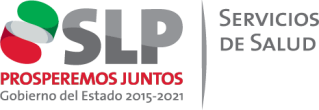 SLP
PROSPEREMOS JUNTOS
Gobierno del Estado 2015-2021
SERVICIOS
DE SALUD